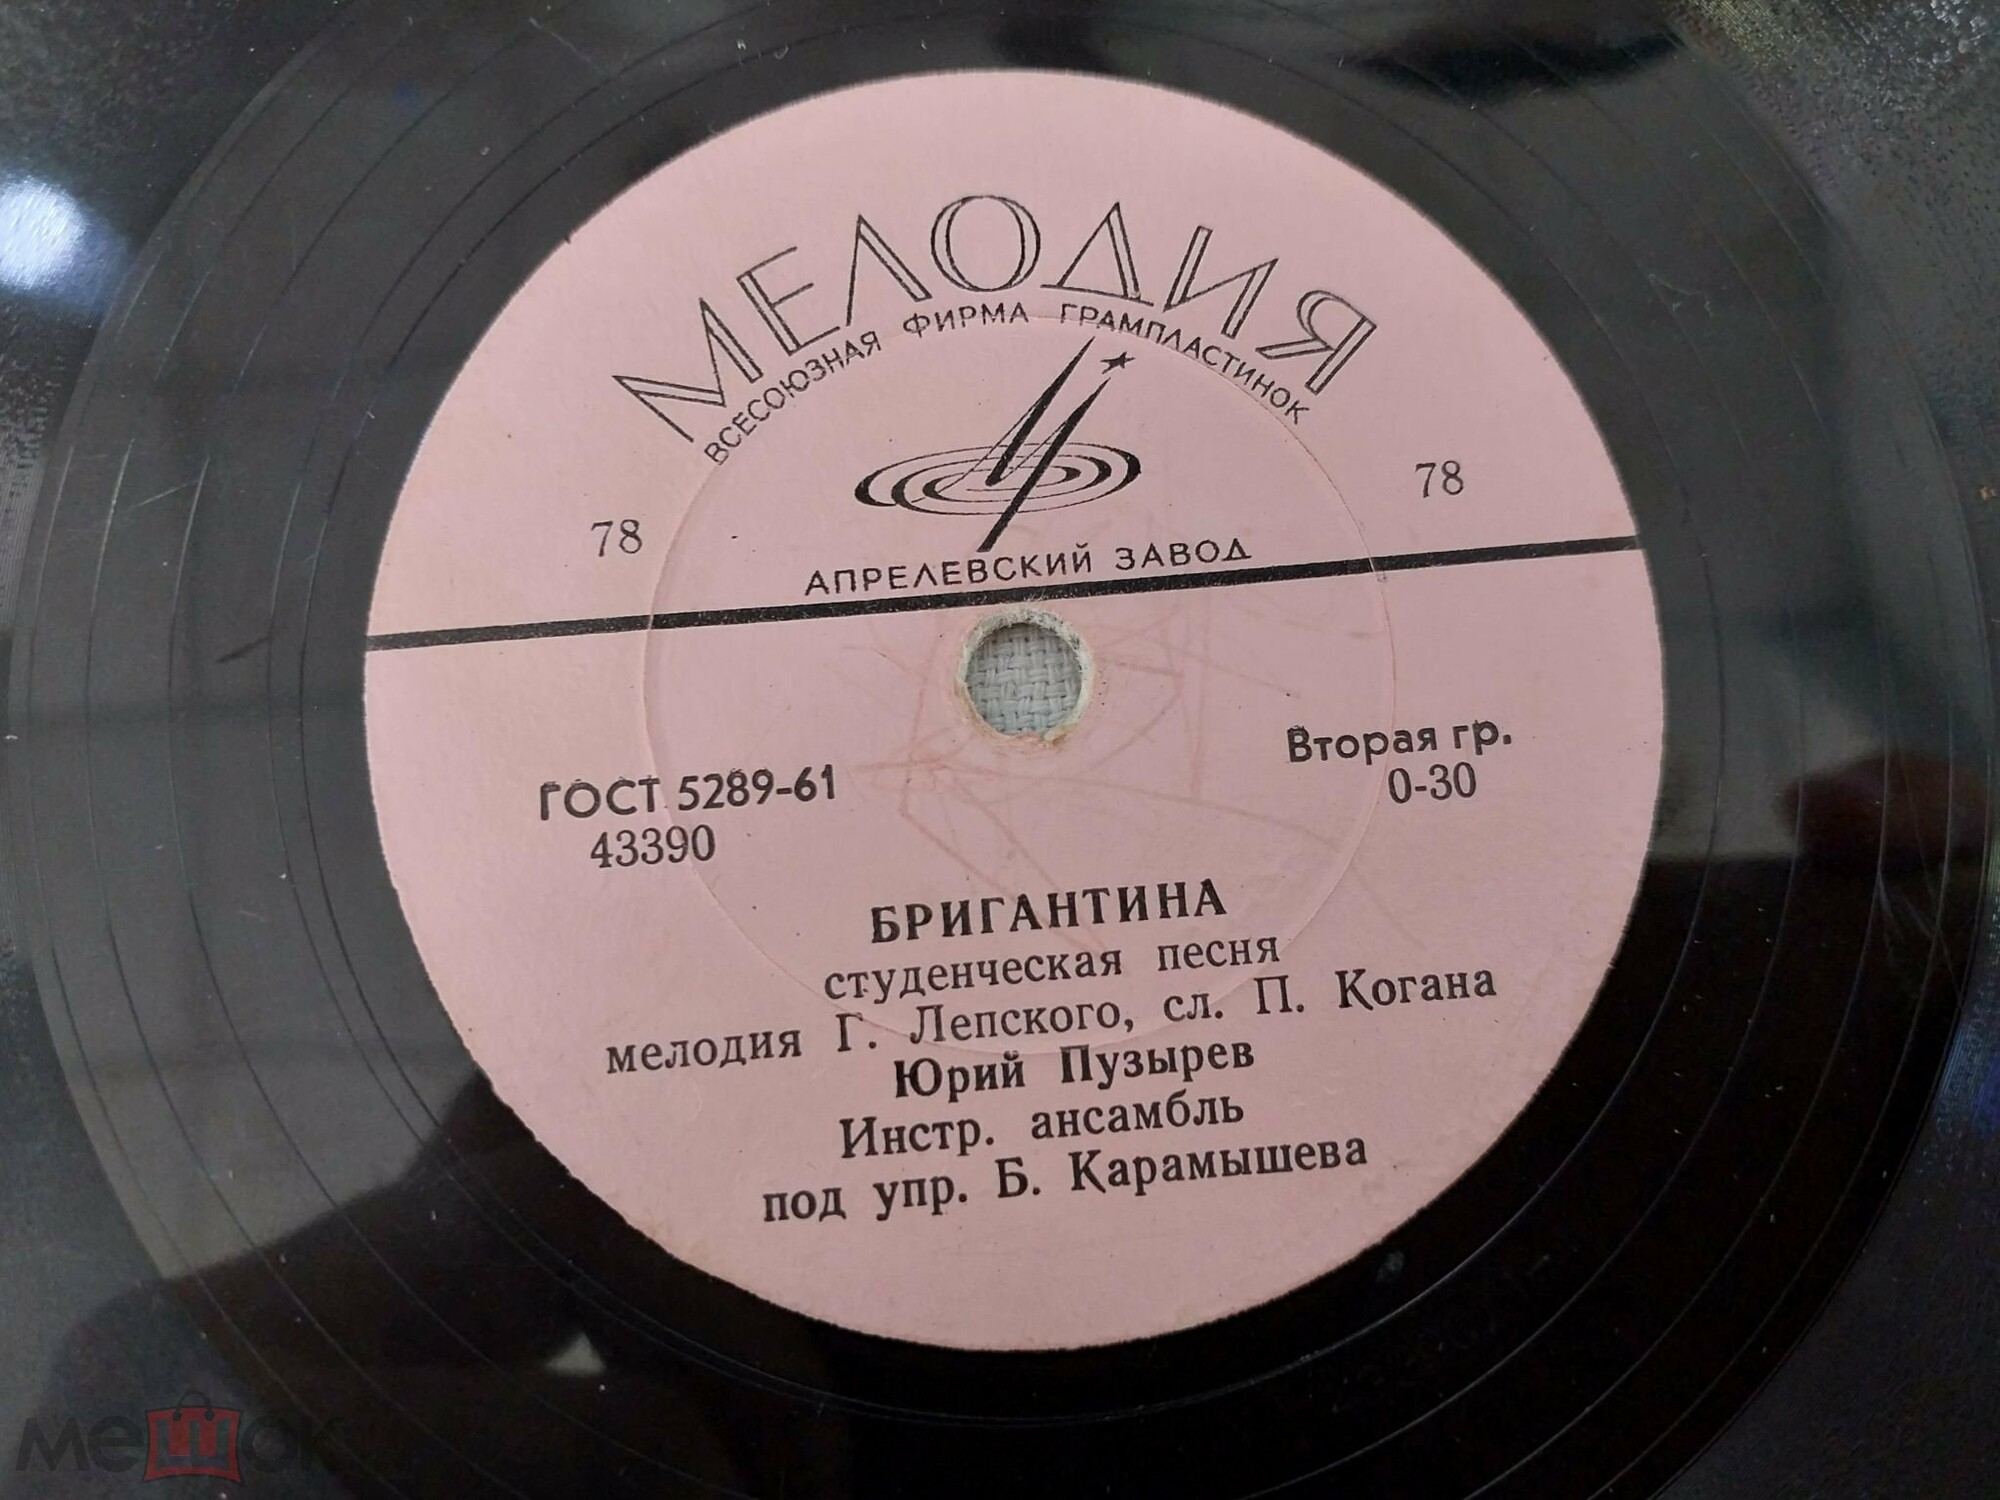 МЕЛОДИЯ
ВСЕСОЮЗНАЯ ФИРМА ГРАМПЛАСТИНОК
78
78
АПРЕЛЕВСКИЙ ЗАВОД
ГОСТ 5289-61
Вторая гр.
43390
0-30
БРИГАНТИНА
студенческая песня
мелодия Г. Лепского, сл. П. Когана
Юрий Пузырев
Инстр. ансамбль
под упр. Б. Карамышева
мешок